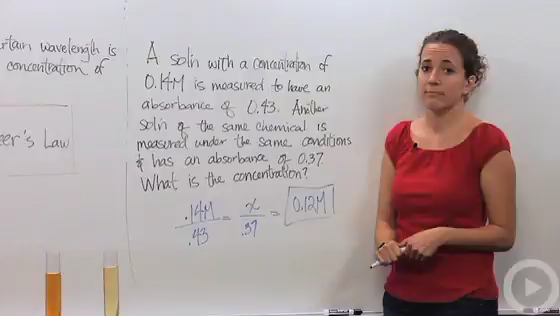 rtain wavelength is
concentration of
eer's Law
A sol'n with a concentration of
0.14M is measured to have an
absorbance of 0.43. Another
sol'n of the same chemical is
measured under the same conditions
& has an absorbance of 0.37.
What is the concentration?
.14M/.43 = x/.37 = 0.12M